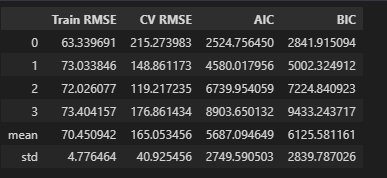 Train RMSE CV RMSE AIC BIC
0 63.339691 215.273983 2524.756450 2841.915094
1 73.033846 148.861173 4580.017956 5002.324912
2 72.026077 119.217235 6739.954059 7224.840923
3 73.404157 176.861434 8903.650132 9433.243717
mean 70.450942 165.053456 5687.094649 6125.581161
std 4.776464 40.925456 2749.590503 2839.787026